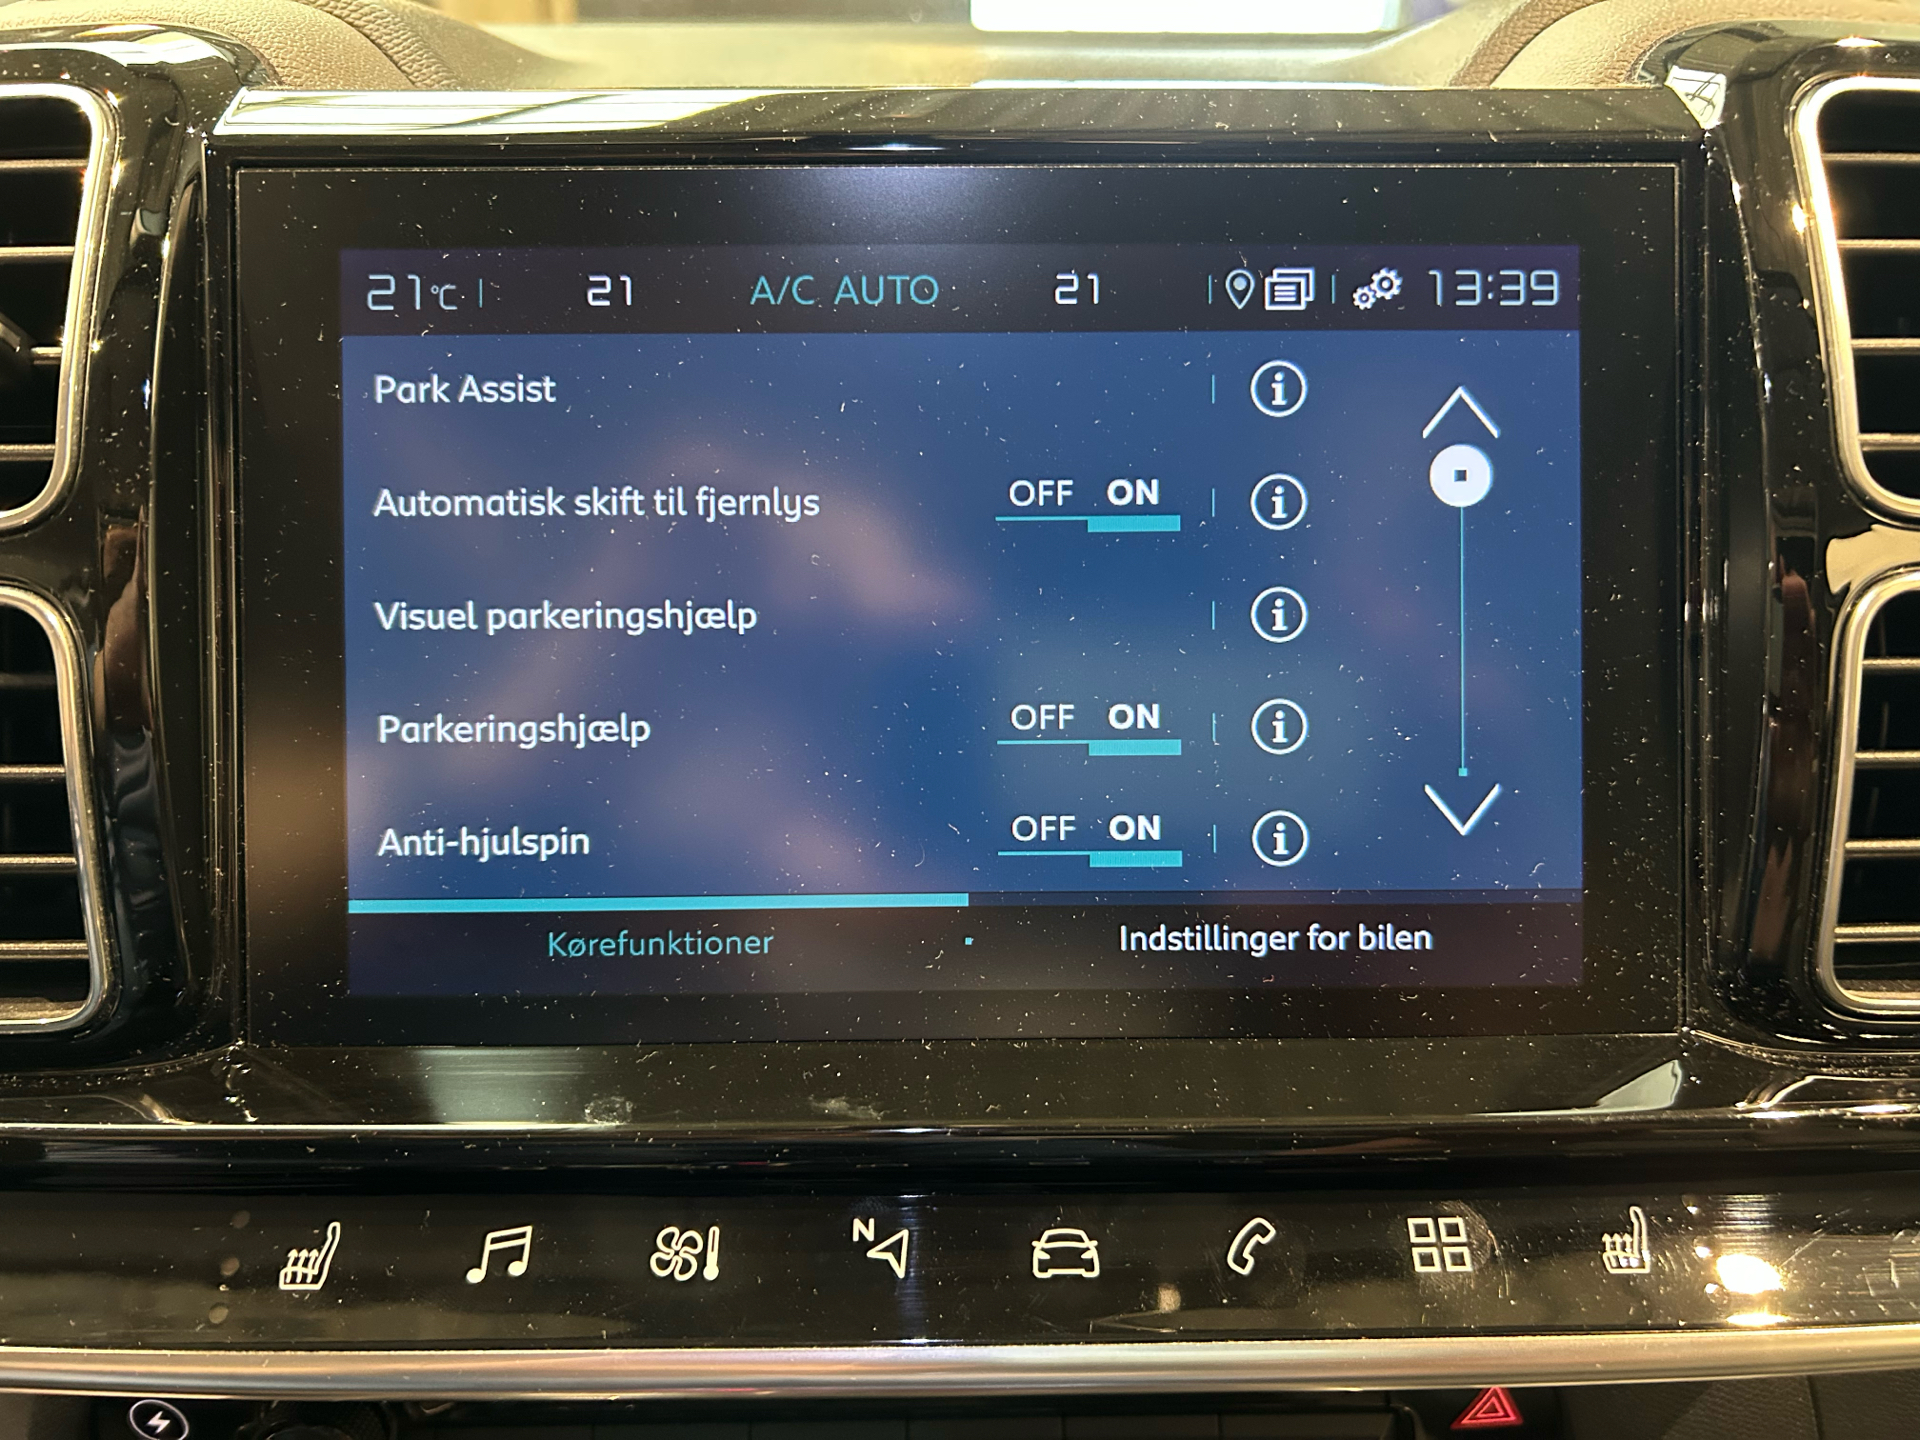 21°C 21 A/C AUTO 21 13:39
Park Assist
Automatisk skift til fjernlys OFF ON
Visuel parkeringshjælp
Parkeringshjælp OFF ON
Anti-hjulspin OFF ON
Kørefunktioner Indstillinger for bilen
N